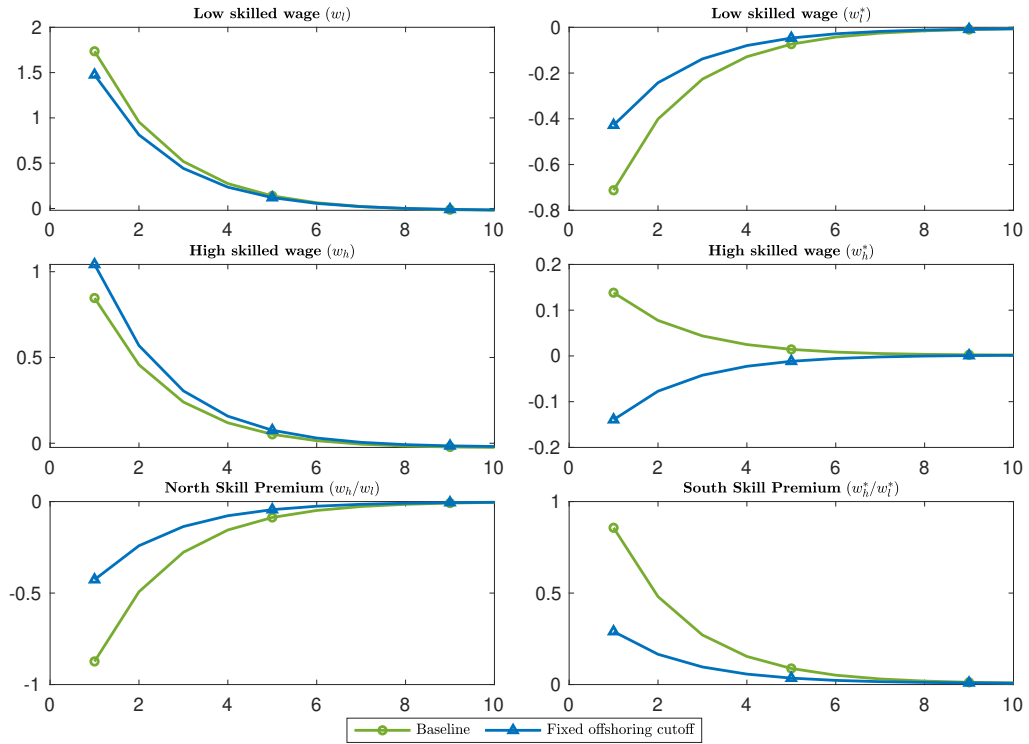 Low skilled wage (w_l)
2
1.5
1
0.5
0
0 2 4 6 8 10
Low skilled wage (w_l^*)
0
-0.2
-0.4
-0.6
-0.8
0 2 4 6 8 10
High skilled wage (w_h)
1
0.5
0
0 2 4 6 8 10
High skilled wage (w_h^*)
0.2
0.1
0
-0.1
-0.2
0 2 4 6 8 10
North Skill Premium (w_h/w_l)
0
-0.5
-1
0 2 4 6 8 10
South Skill Premium (w_h^*/w_l^*)
1
0.5
0
0 2 4 6 8 10
Baseline Fixed offshoring cutoff